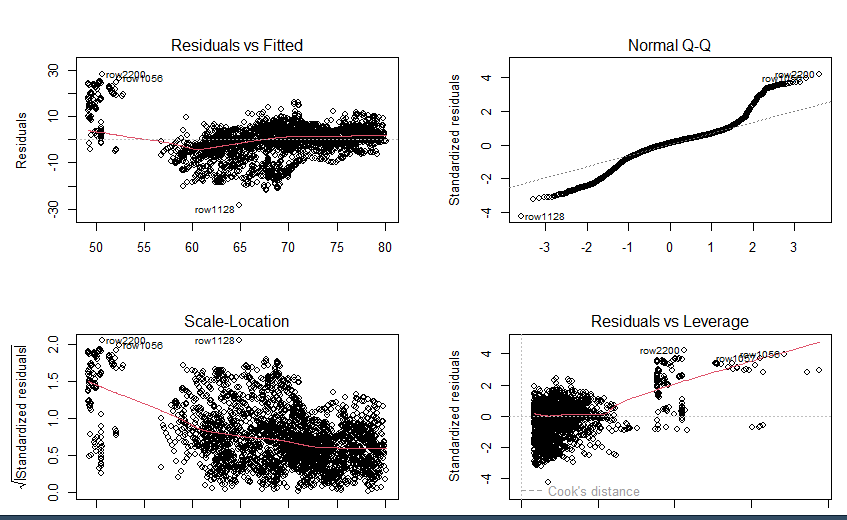 Residuals vs Fitted
Residuals
30
10
-10
-30
row2200
row1056
row1128
50 55 60 65 70 75 80
Normal Q-Q
Standardized residuals
4
2
0
-2
-4
row2200
row1056
row1128
-3 -2 -1 0 1 2 3
Scale-Location
√|Standardized residuals|
2.0
1.5
1.0
0.5
0.0
row2200
row1056
row1128
Residuals vs Leverage
Standardized residuals
4
2
0
-2
-4
row2200
row1057
row1056
Cook's distance